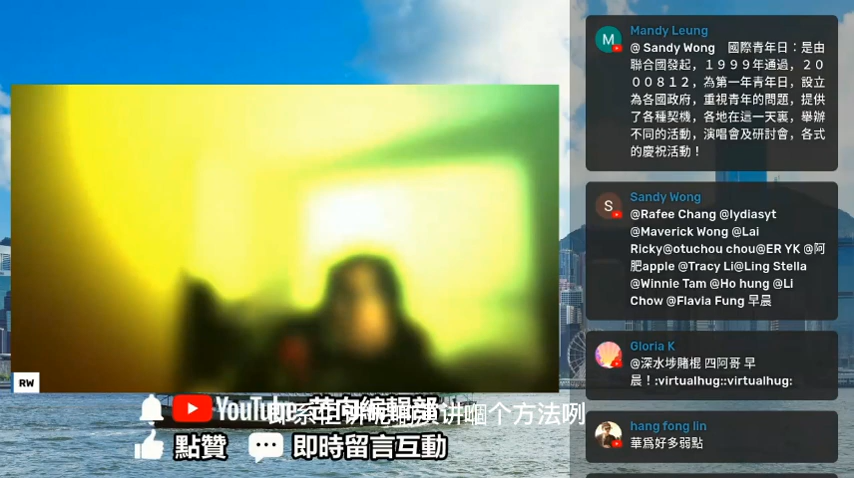 Mandy Leung
@ Sandy Wong 國際青年日：是由
聯合國發起，１９９９年通過，２０
００８１２，為第一年青年日，設立
為各國政府，重視青年的問題，提供
了各種契機，各地在這一天裏，舉辦
不同的活動，演唱會及研討會，各式
的慶祝活動！
Sandy Wong
@Rafee Chang @lydiasyt
@Maverick Wong @Lai
Ricky@otuchou chou@ER YK @阿
肥apple @Tracy Li@Ling Stella
@Winnie Tam @Ho hung @Li
Chow @Flavia Fung 早晨
Gloria K
@深水埗賭棍 四阿哥 早
晨！:virtualhug::virtualhug:
hang fong lin
華爲好多弱點
RW
YouTube
讲嗰个方法咧
點贊 即時留言互動